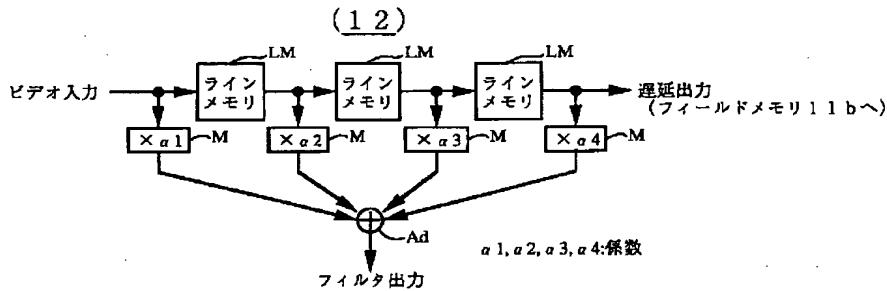 (12)
LM LM LM
ビデオ入力 ライン メモリ ライン メモリ ライン メモリ 遅延出力
(フィールドメモリ11bへ)
×α1 M ×α2 M ×α3 M ×α4 M
Ad
α1,α2,α3,α4:係数
フィルタ出力